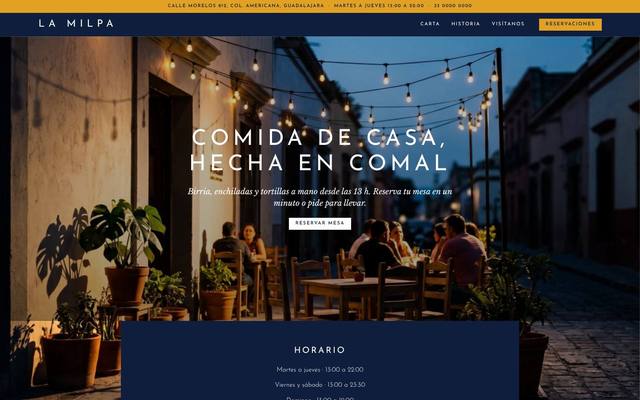 CALLE MORELOS 612, COL. AMERICANA, GUADALAJARA · MARTES A JUEVES 13:00 A 22:00 · 33 0000 0000
LA MILPA
CARTA HISTORIA VISÍTANOS RESERVACIONES
COMIDA DE CASA,
HECHA EN COMAL
Birria, enchiladas y tortillas a mano desde las 13 h. Reserva tu mesa en un
minuto o pide para llevar.
RESERVAR MESA
HORARIO
Martes a jueves · 13:00 a 22:00
Viernes y sábado · 13:00 a 23:30